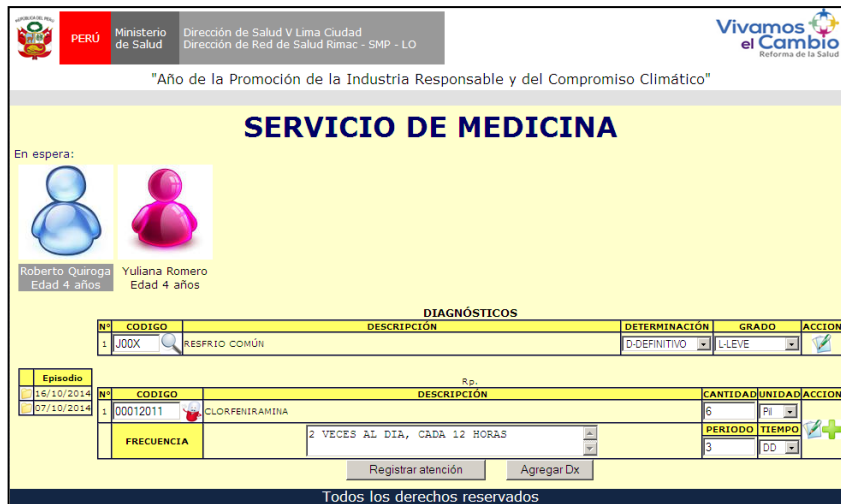 REPÚBLICA DEL PERÚ
PERÚ
Ministerio
de Salud
Dirección de Salud V Lima Ciudad
Dirección de Red de Salud Rimac - SMP - LO
Vivamos
el Cambio
Reforma de la Salud
"Año de la Promoción de la Industria Responsable y del Compromiso Climático"
SERVICIO DE MEDICINA
En espera:
Roberto Quiroga
Edad 4 años
Yuliana Romero
Edad 4 años
DIAGNÓSTICOS
Nº CODIGO DESCRIPCIÓN DETERMINACIÓN GRADO ACCION
1 J00X RESFRIO COMÚN D-DEFINITIVO L-LEVE
Episodio
16/10/2014
07/10/2014
Rp.
Nº CODIGO DESCRIPCIÓN CANTIDAD UNIDAD ACCION
1 00012011 CLORFENIRAMINA 6 Pil
FRECUENCIA 2 VECES AL DIA, CADA 12 HORAS PERIODO TIEMPO
3 DD
Registrar atención Agregar Dx
Todos los derechos reservados